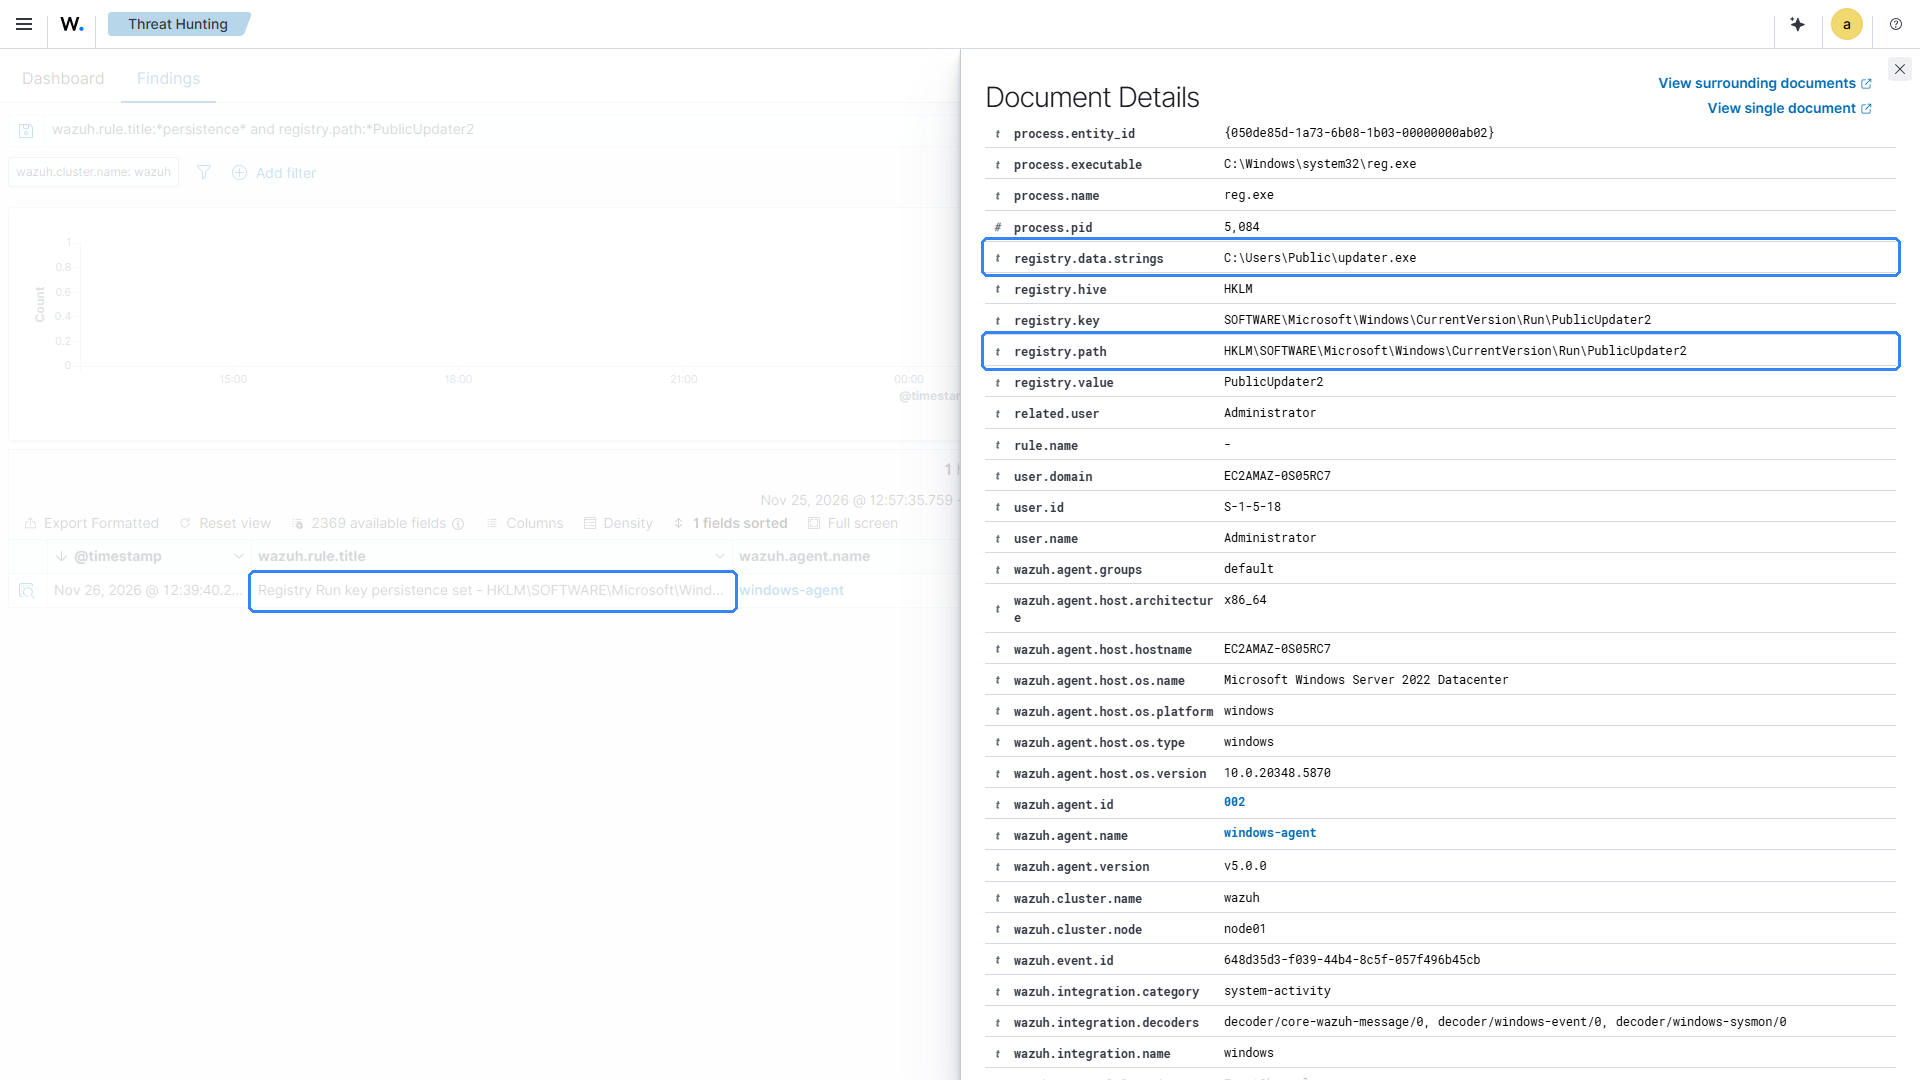 W.
Threat Hunting
a
Dashboard
Findings
wazuh.rule.title:*persistence* and registry.path:*PublicUpdater2
wazuh.cluster.name: wazuh
Add filter
Count
1
0.8
0.6
0.4
0.2
0
15:00
18:00
21:00
00:00
@timestam
1
Nov 25, 2026 @ 12:57:35.759 -
Export Formatted
Reset view
2369 available fields
Columns
Density
1 fields sorted
Full screen
@timestamp
wazuh.rule.title
wazuh.agent.name
Nov 26, 2026 @ 12:39:40.2...
Registry Run key persistence set - HKLM\SOFTWARE\Microsoft\Wind...
windows-agent
Document Details
View surrounding documents
View single document
t process.entity_id {050de85d-1a73-6b08-1b03-00000000ab02}
t process.executable C:\Windows\system32\reg.exe
t process.name reg.exe
# process.pid 5,084
t registry.data.strings C:\Users\Public\updater.exe
t registry.hive HKLM
t registry.key SOFTWARE\Microsoft\Windows\CurrentVersion\Run\PublicUpdater2
t registry.path HKLM\SOFTWARE\Microsoft\Windows\CurrentVersion\Run\PublicUpdater2
t registry.value PublicUpdater2
t related.user Administrator
t rule.name -
t user.domain EC2AMAZ-0S05RC7
t user.id S-1-5-18
t user.name Administrator
t wazuh.agent.groups default
t wazuh.agent.host.architectur x86_64
e
t wazuh.agent.host.hostname EC2AMAZ-0S05RC7
t wazuh.agent.host.os.name Microsoft Windows Server 2022 Datacenter
t wazuh.agent.host.os.platform windows
t wazuh.agent.host.os.type windows
t wazuh.agent.host.os.version 10.0.20348.5870
t wazuh.agent.id 002
t wazuh.agent.name windows-agent
t wazuh.agent.version v5.0.0
t wazuh.cluster.name wazuh
t wazuh.cluster.node node01
t wazuh.event.id 648d35d3-f039-44b4-8c5f-057f496b45cb
t wazuh.integration.category system-activity
t wazuh.integration.decoders decoder/core-wazuh-message/0, decoder/windows-event/0, decoder/windows-sysmon/0
t wazuh.integration.name windows